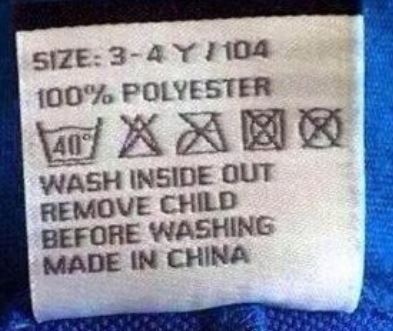 SIZE: 3-4 Y / 104
100% POLYESTER
40°
WASH INSIDE OUT
REMOVE CHILD
BEFORE WASHING
MADE IN CHINA